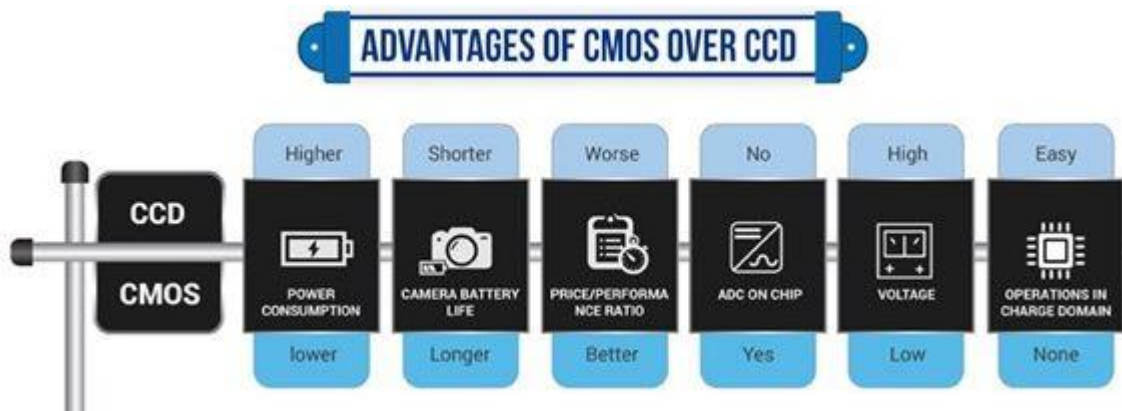 ADVANTAGES OF CMOS OVER CCD
Higher
Shorter
Worse
No
High
Easy
CCD
CMOS
POWER
CONSUMPTION
CAMERA BATTERY
LIFE
PRICE/PERFORMA
NCE RATIO
ADC ON CHIP
VOLTAGE
OPERATIONS IN
CHARGE DOMAIN
lower
Longer
Better
Yes
Low
None